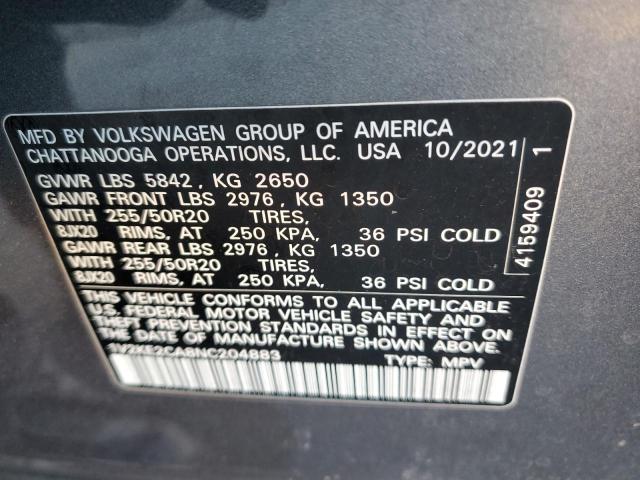 MFD BY VOLKSWAGEN GROUP OF AMERICA
CHATTANOOGA OPERATIONS, LLC. USA 10/2021
GVWR LBS 5842 , KG 2650
GAWR FRONT LBS 2976 , KG 1350
WITH 255/50R20 TIRES,
8JX20 RIMS, AT 250 KPA, 36 PSI COLD
GAWR REAR LBS 2976 , KG 1350
WITH 255/50R20 TIRES,
8JX20 RIMS, AT 250 KPA, 36 PSI COLD
THIS VEHICLE CONFORMS TO ALL APPLICABLE
U.S. FEDERAL MOTOR VEHICLE SAFETY AND
THEFT PREVENTION STANDARDS IN EFFECT ON
THE DATE OF MANUFACTURE SHOWN ABOVE.
1V2KE2CA8NC204883 TYPE: MPV
4159409 1